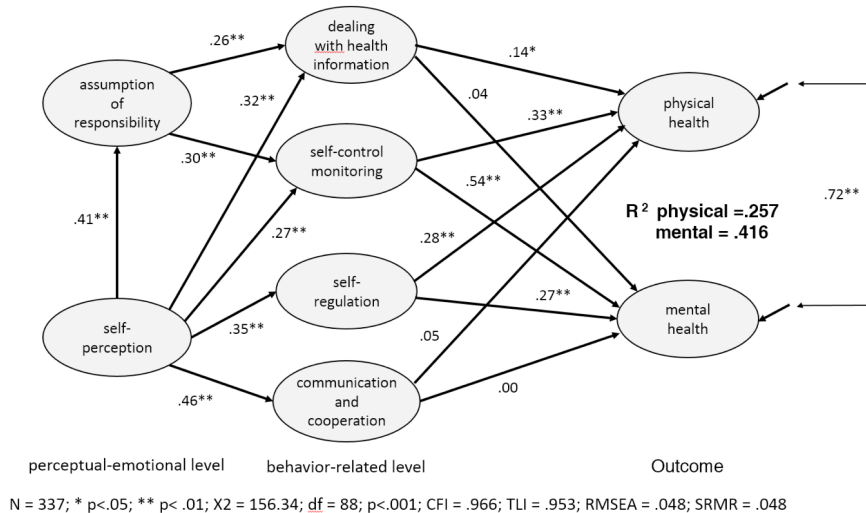 dealing
with health
information
.26**
.14*
assumption
of
responsibility
.32**
.04
physical
health
.33**
self-control
monitoring
.30**
.54**
.72**
.41**
R² physical =.257
mental = .416
.27**
.28**
self-
regulation
.27**
self-
perception
.35**
.05
mental
health
.46**
communication
and
cooperation
.00
perceptual-emotional level
behavior-related level
Outcome
N = 337; * p<.05; ** p< .01; X2 = 156.34; df = 88; p<.001; CFI = .966, TLI = .953, RMSEA = .048; SRMR = .048